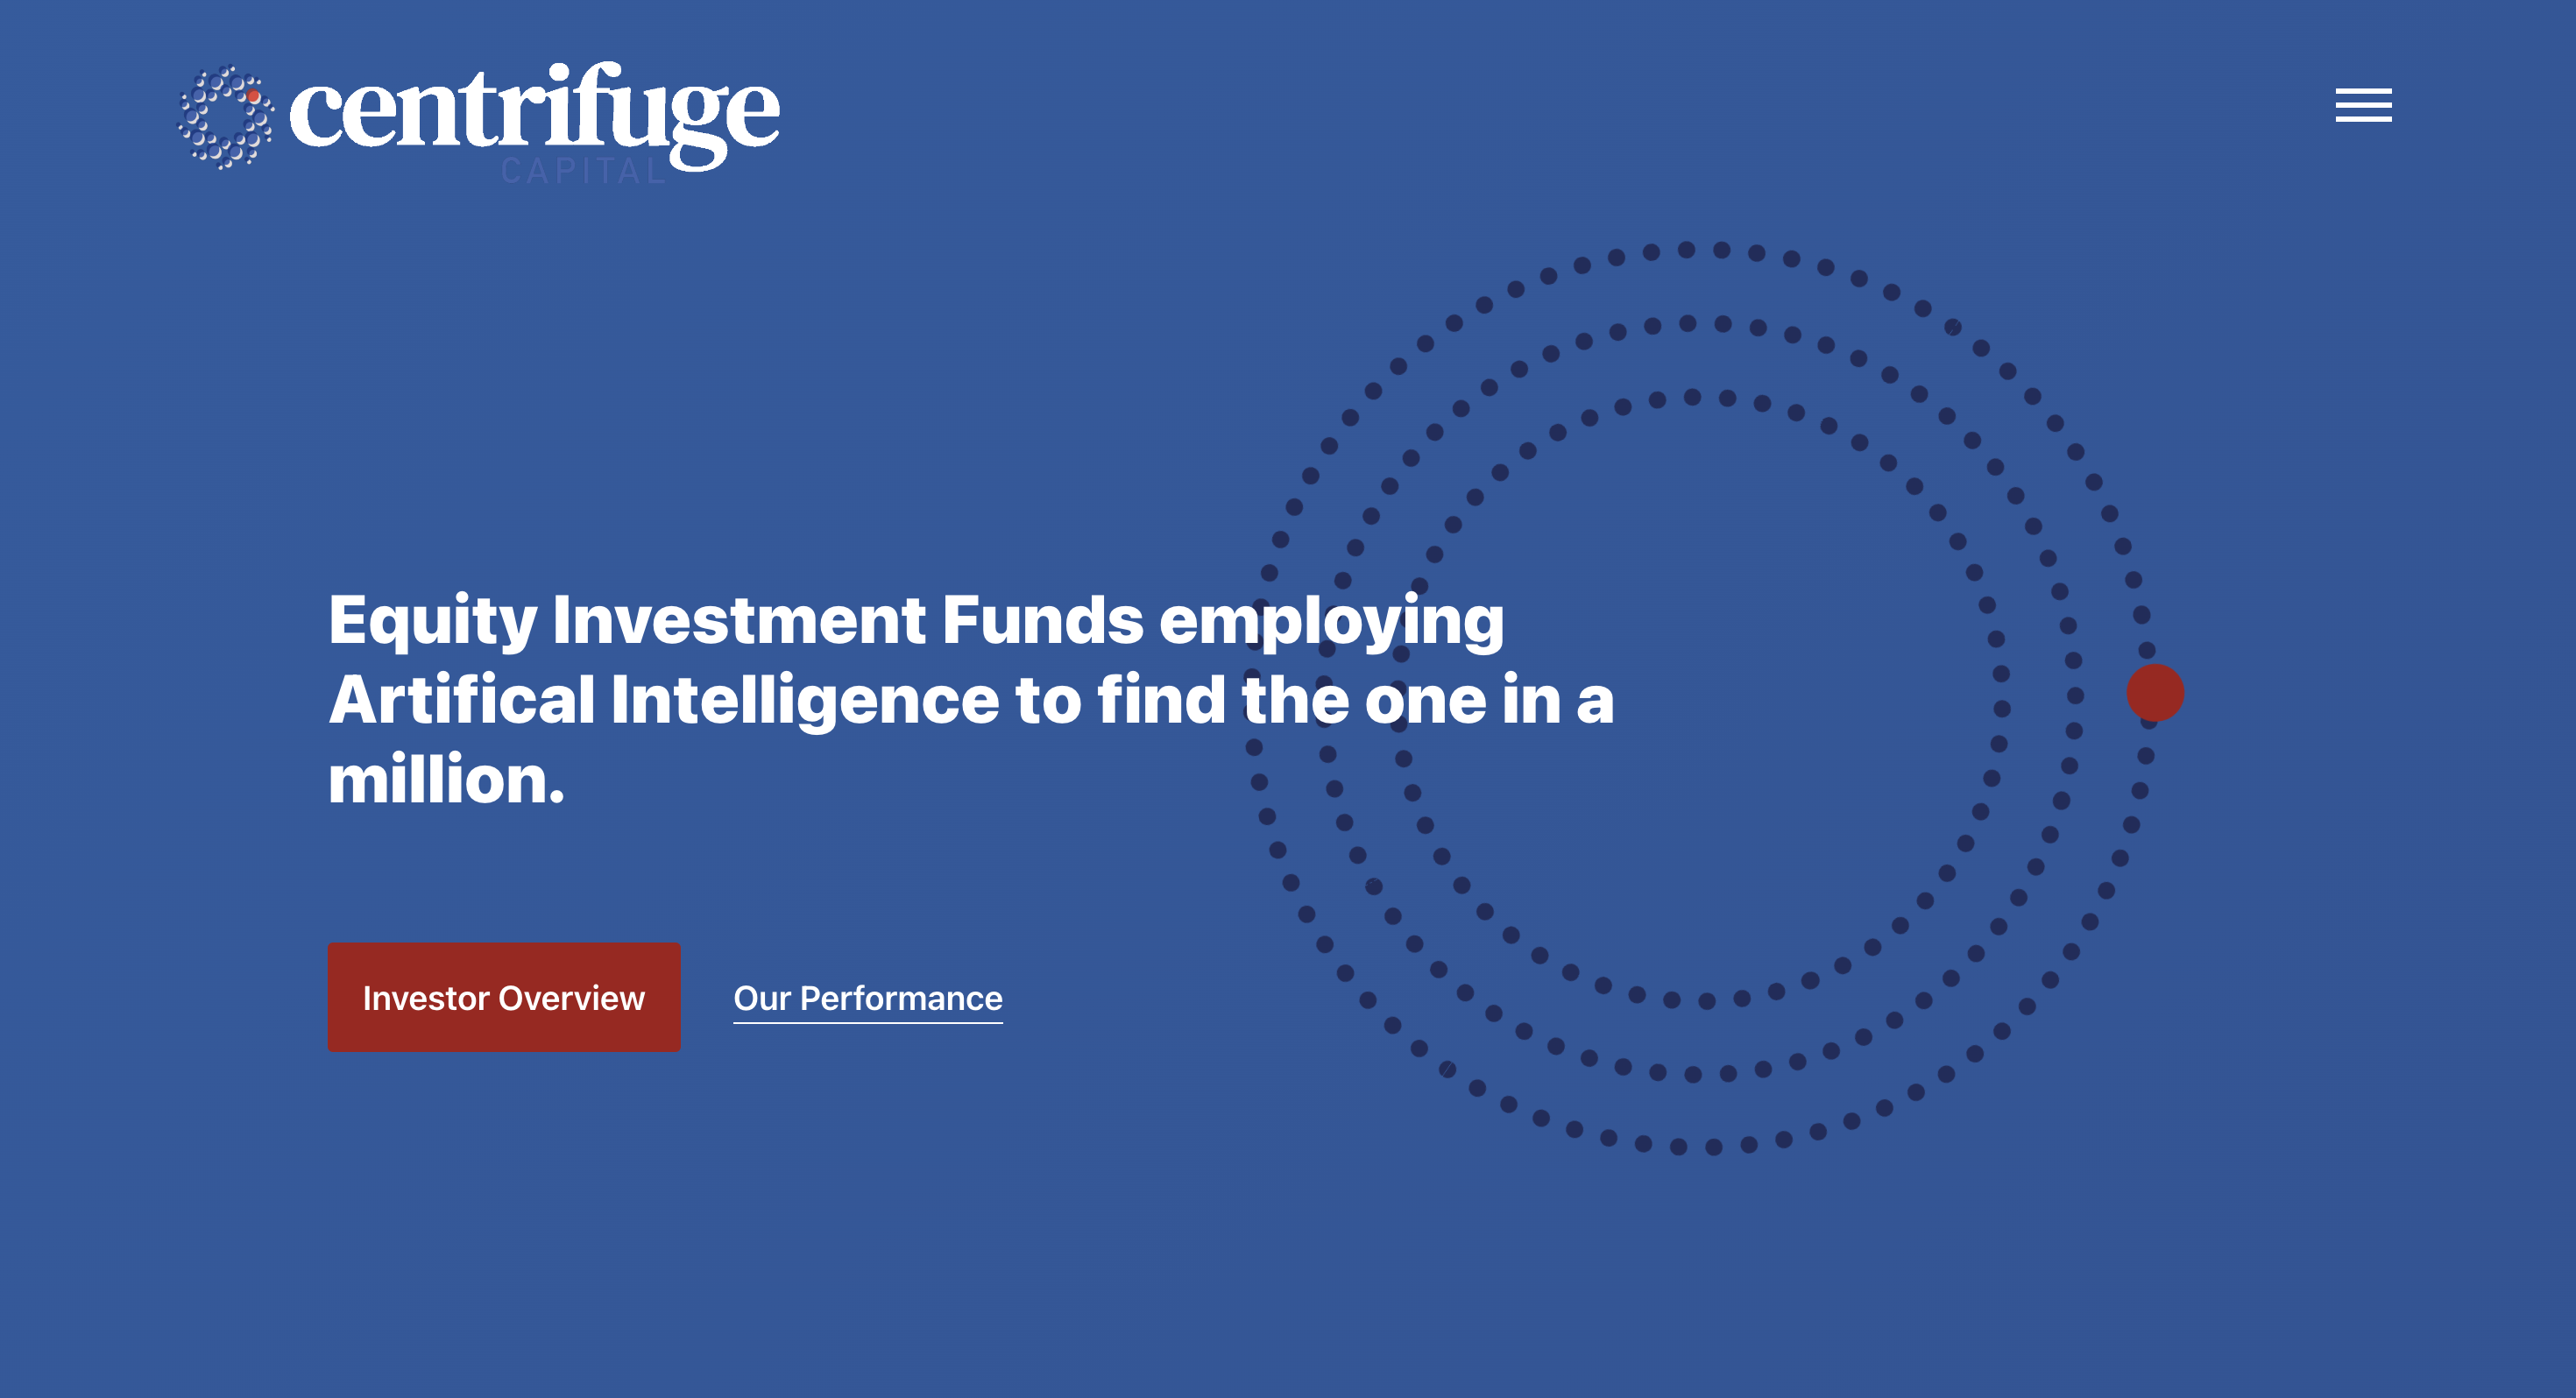 centrifuge
CAPITAL
Equity Investment Funds employing
Artifical Intelligence to find the one in a
million.
Investor Overview
Our Performance